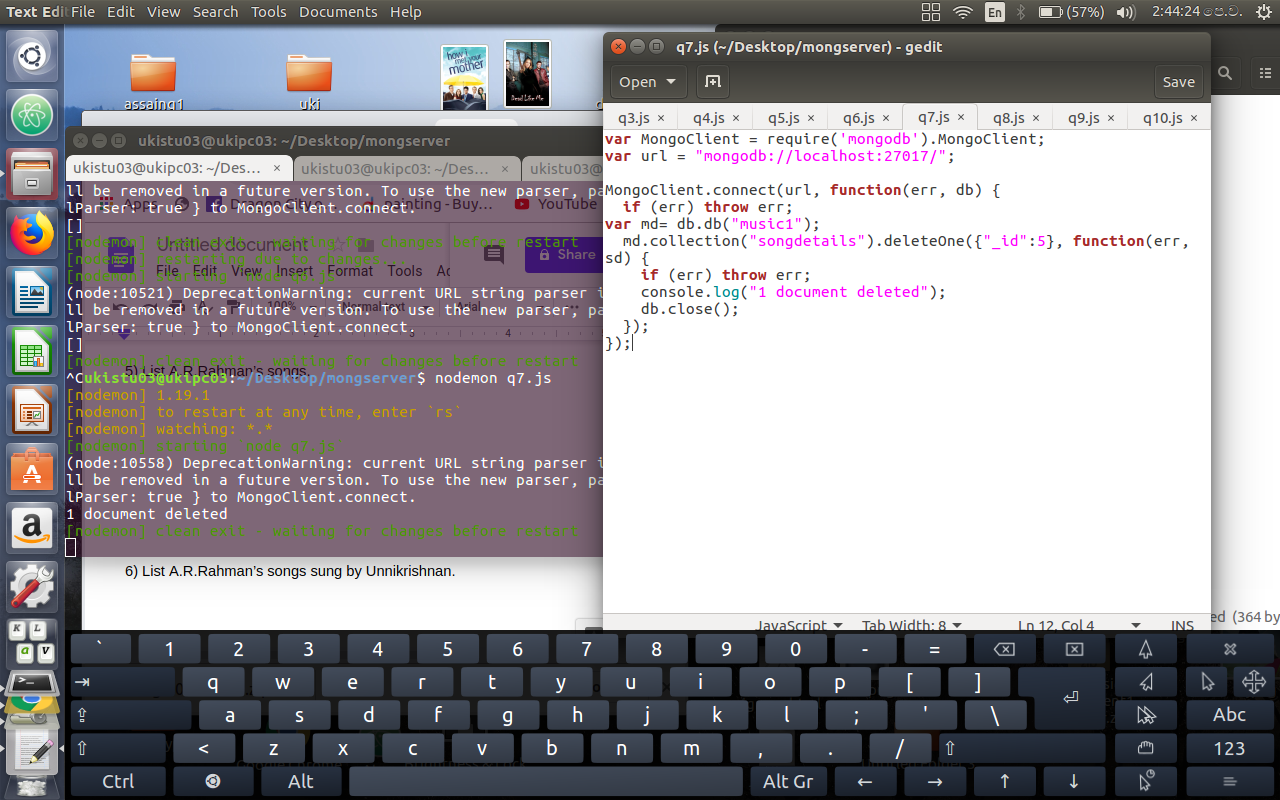 Text Edi File Edit View Search Tools Documents Help
En (57%) 2:44:24 පෙ.ව.
assaing1
uki
how i met your mother
Dead Like Me
q7.js (~/Desktop/mongserver) - gedit
Open Save
q3.js × q4.js × q5.js × q6.js × q7.js × q8.js × q9.js × q10.js ×
var MongoClient = require('mongodb').MongoClient;
var url = "mongodb://localhost:27017/";
MongoClient.connect(url, function(err, db) {
if (err) throw err;
var md= db.db("music1");
md.collection("songdetails").deleteOne({"_id":5}, function(err,
sd) {
if (err) throw err;
console.log("1 document deleted");
db.close();
});
});
JavaScript Tab Width: 8 Ln 12, Col 4 INS
ed (364 by
ukistu03@ukipc03: ~/Desktop/mongserver
ukistu03@ukipc03: ~/Des... × ukistu03@ukipc03: ~/Des... × ukistu03@
ll be removed in a future version. To use the new parser, pa
lParser: true } to MongoClient.connect.
[]
[nodemon] clean exit - waiting for changes before restart
[nodemon] restarting due to changes...
(node:10521) DeprecationWarning: current URL string parser i
ll be removed in a future version. To use the new parser, pa
lParser: true } to MongoClient.connect.
[]
[nodemon] clean exit - waiting for changes before restart
^Cukistu03@ukipc03:~/Desktop/mongserver$ nodemon q7.js
[nodemon] 1.19.1
[nodemon] to restart at any time, enter `rs`
[nodemon] watching: *.*
[nodemon] starting `node q7.js`
(node:10558) DeprecationWarning: current URL string parser i
ll be removed in a future version. To use the new parser, pa
lParser: true } to MongoClient.connect.
1 document deleted
[nodemon] clean exit - waiting for changes before restart
Apps painting - Buy... YouTube
Untitled document
File Edit View Insert Format Tools Share
100% Normal text Arial
5) List A.R.Rahman's songs.
6) List A.R.Rahman's songs sung by Unnikrishnan.
` 1 2 3 4 5 6 7 8 9 0 - =
q w e r t y u i o p [ ]
a s d f g h j k l ; ' \ Abc
< z x c v b n m , . / 123
Ctrl Alt Alt Gr